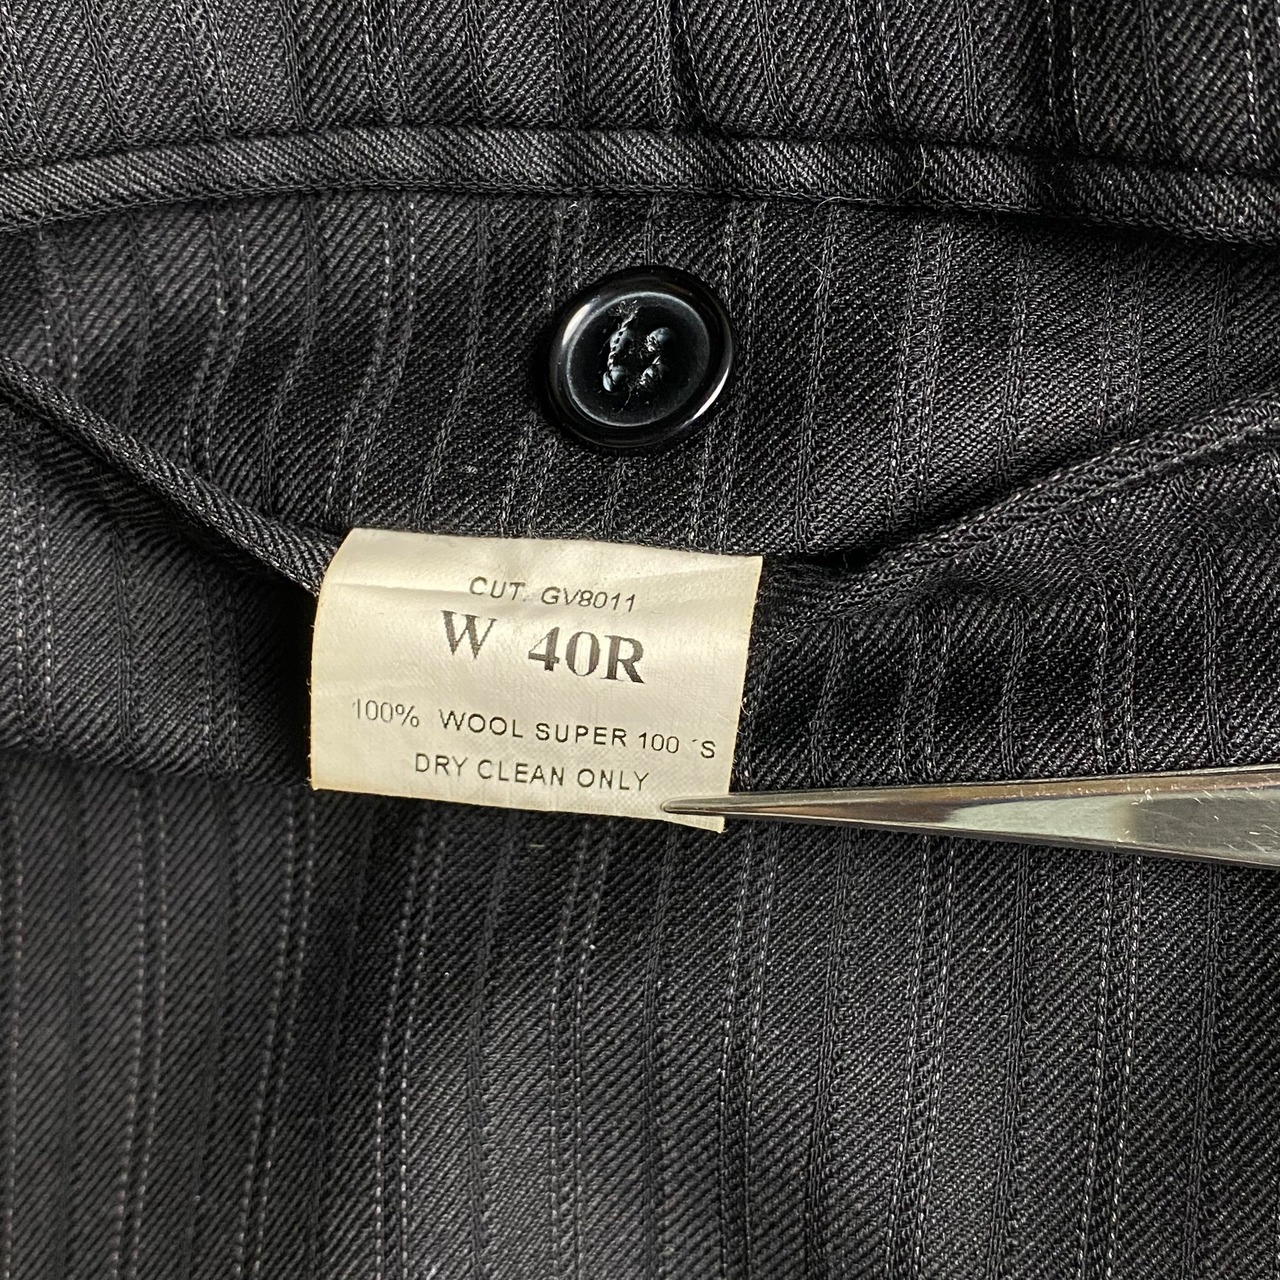 CUT. GV8011
W 40R
100% WOOL SUPER 100 ´S
DRY CLEAN ONLY